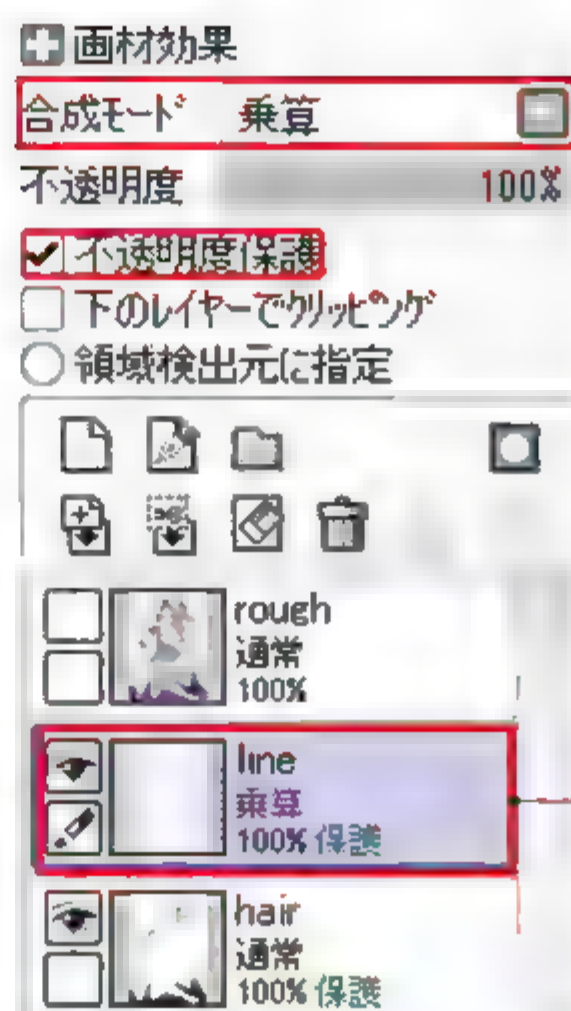 画材効果
合成モード 乗算
不透明度 100%
不透明度保護
下のレイヤーでクリッピング
領域検出元に指定
rough
通常
100%
line
乗算
100% 保護
hair
通常
100% 保護